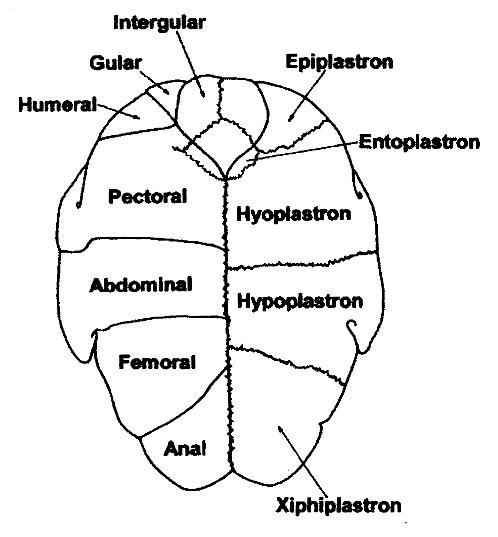 Intergular
Gular
Epiplastron
Humeral
Entoplastron
Pectoral
Hyoplastron
Abdominal
Hypoplastron
Femoral
Anal
Xiphiplastron